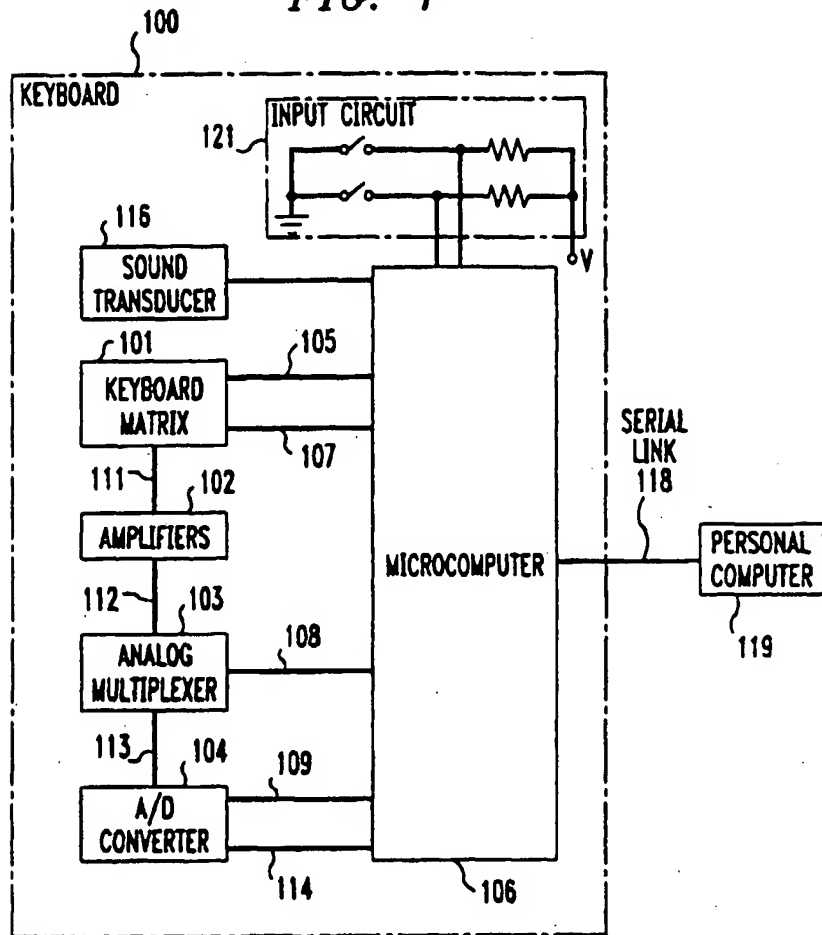 100
KEYBOARD
INPUT CIRCUIT
121
V
116
SOUND
TRANSDUCER
101
105
KEYBOARD
MATRIX
107
111
102
AMPLIFIERS
112
103
108
ANALOG
MULTIPLEXER
113
104
109
A/D
CONVERTER
114
MICROCOMPUTER
106
SERIAL
LINK
118
PERSONAL
COMPUTER
119